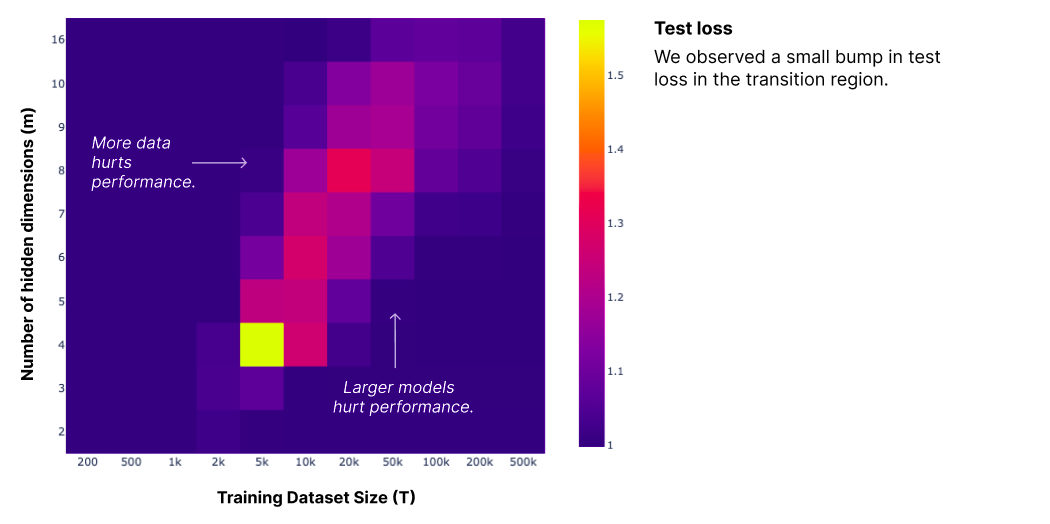 Test loss
We observed a small bump in test
loss in the transition region.
Number of hidden dimensions (m)
16
10
9
8
7
6
5
4
3
2
More data
hurts
performance.
Larger models
hurt performance.
200 500 1k 2k 5k 10k 20k 50k 100k 200k 500k
Training Dataset Size (T)
1.5
1.4
1.3
1.2
1.1
1